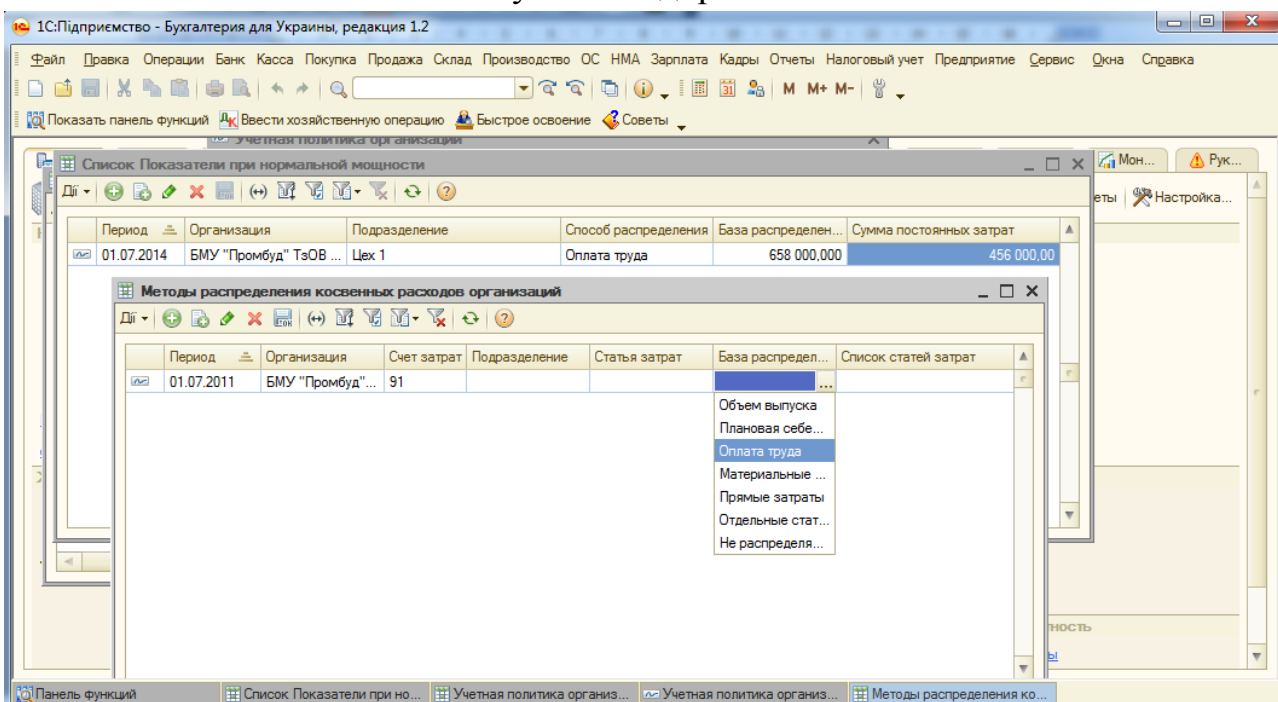 1С:Підприємство - Бухгалтерия для Украины, редакция 1.2
Файл Правка Операции Банк Касса Покупка Продажа Склад Производство ОС НМА Зарплата Кадры Отчеты Налоговый учет Предприятие Сервис Окна Справка
M M+ M-
Показать панель функций Ввести хозяйственную операцию Быстрое освоение Советы
Учетная политика организации
Список Показатели при нормальной мощности
Мон... Рук...
Дії
еты Настройка...
Период Организация Подразделение Способ распределения База распределен... Сумма постоянных затрат
01.07.2014 БМУ "Промбуд" ТзОВ ... Цех 1 Оплата труда 658 000,000 456 000,00
Методы распределения косвенных расходов организаций
Дії
Период Организация Счет затрат Подразделение Статья затрат База распредел... Список статей затрат
01.07.2011 БМУ "Промбуд"... 91 ...
Объем выпуска
Плановая себе...
Оплата труда
Материальные ...
Прямые затраты
Отдельные стат...
Не распределя...
ность
ы
Панель функций Список Показатели при но... Учетная политика организ... Учетная политика организ... Методы распределения ко...